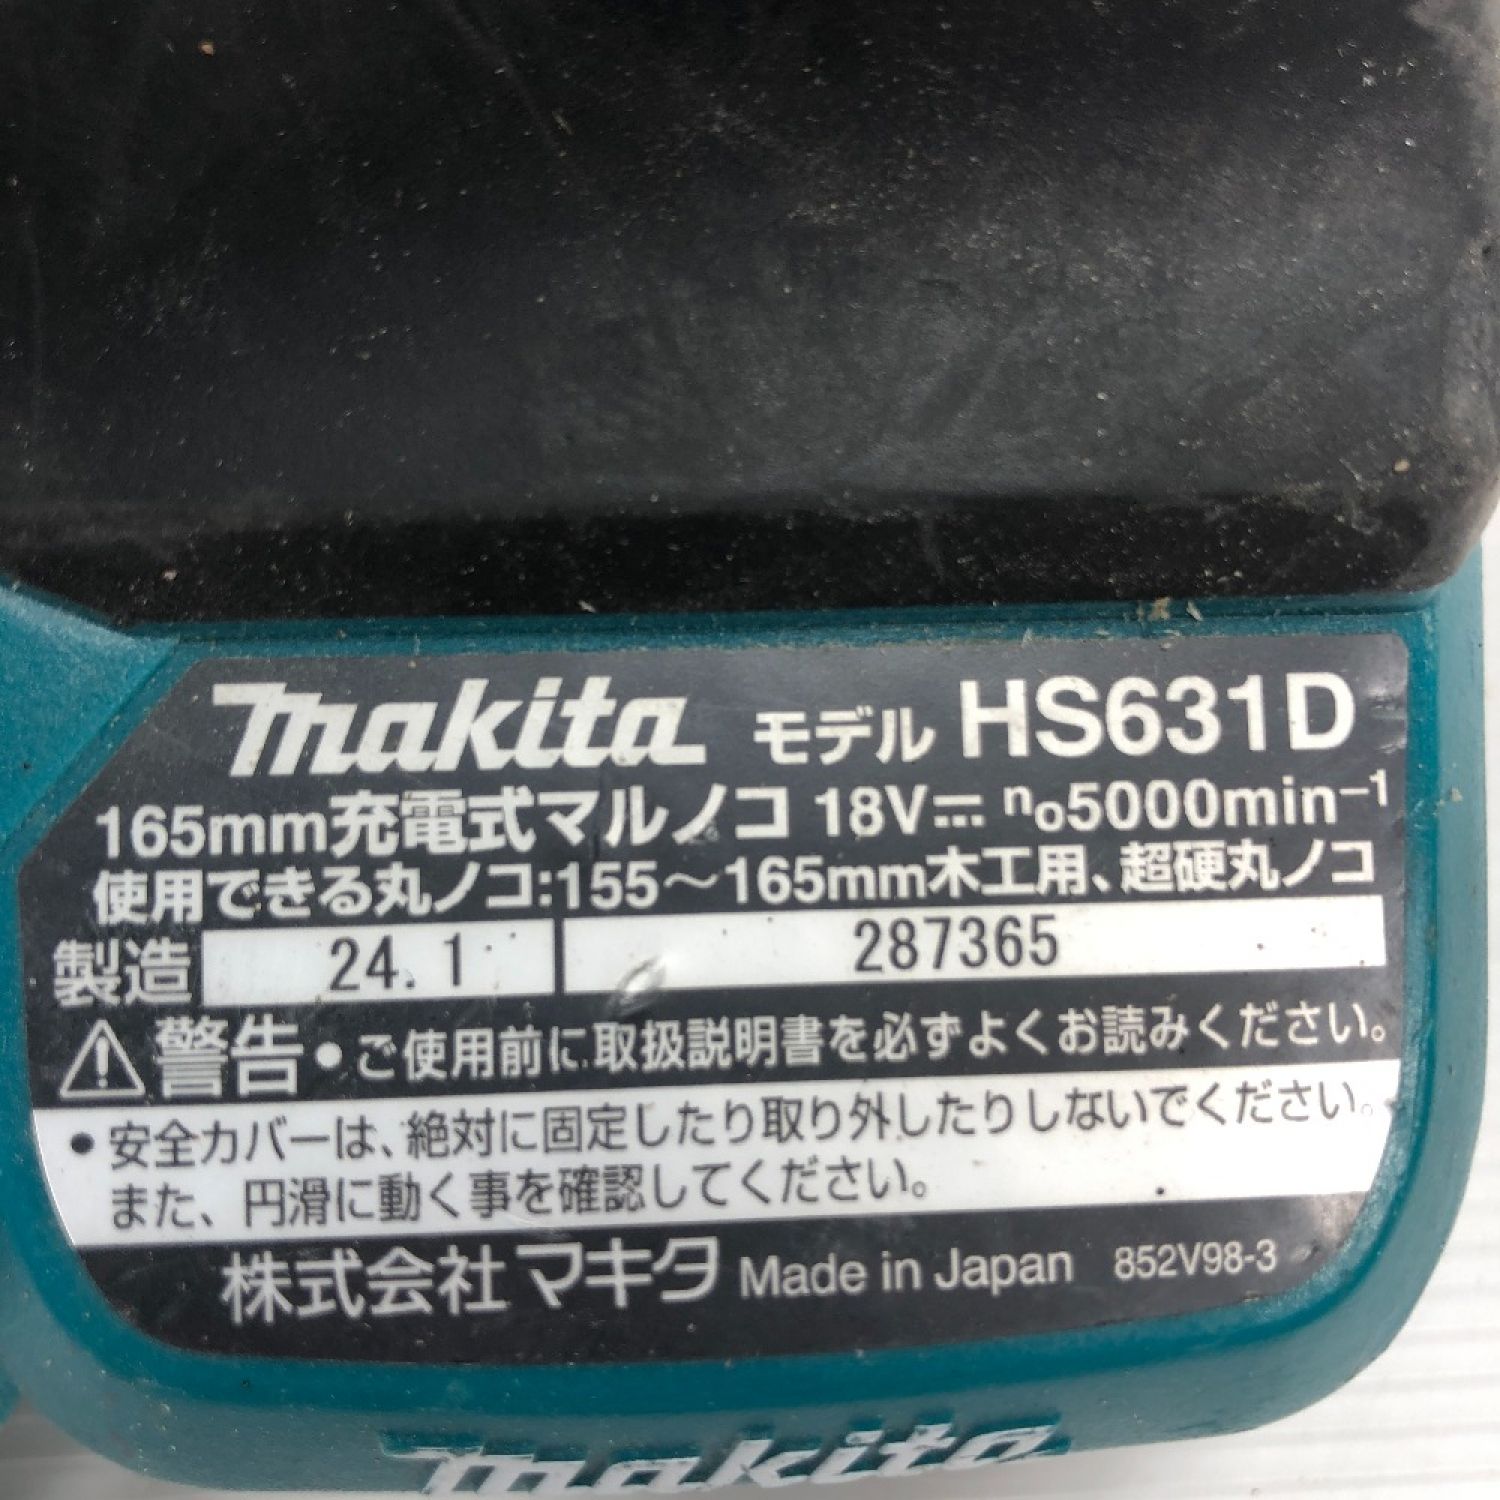 makita モデル HS631D
165mm充電式マルノコ 18V⎓ n₀5000min⁻¹
使用できる丸ノコ:155～165mm木工用、超硬丸ノコ
製造 24.1 287365
⚠警告 •ご使用前に取扱説明書を必ずよくお読みください。
•安全カバーは、絶対に固定したり取り外したりしないでください。
また、円滑に動く事を確認してください。
株式会社マキタ Made in Japan 852V98-3
makita